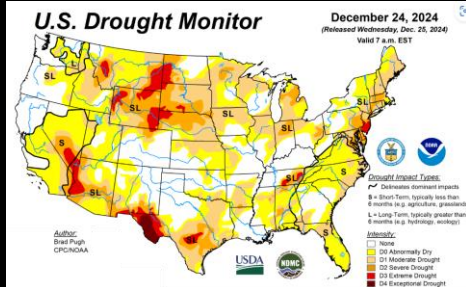 U.S. Drought Monitor
December 24, 2024
(Released Wednesday, Dec. 25, 2024)
Valid 7 a.m. EST
L
SL
SL
SL
SL
SL
SL
S
S
SL
SL
S
S
Drought Impact Types:
Delineates dominant impacts
S = Short-Term, typically less than
6 months (e.g. agriculture, grasslands
L = Long-Term, typically greater than
6 months (e.g. hydrology, ecology)
Intensity:
None
D0 Abnormally Dry
D1 Moderate Drought
D2 Severe Drought
D3 Extreme Drought
D4 Exceptional Drought
Author:
Brad Pugh
CPC/NOAA
USDA
NDMC